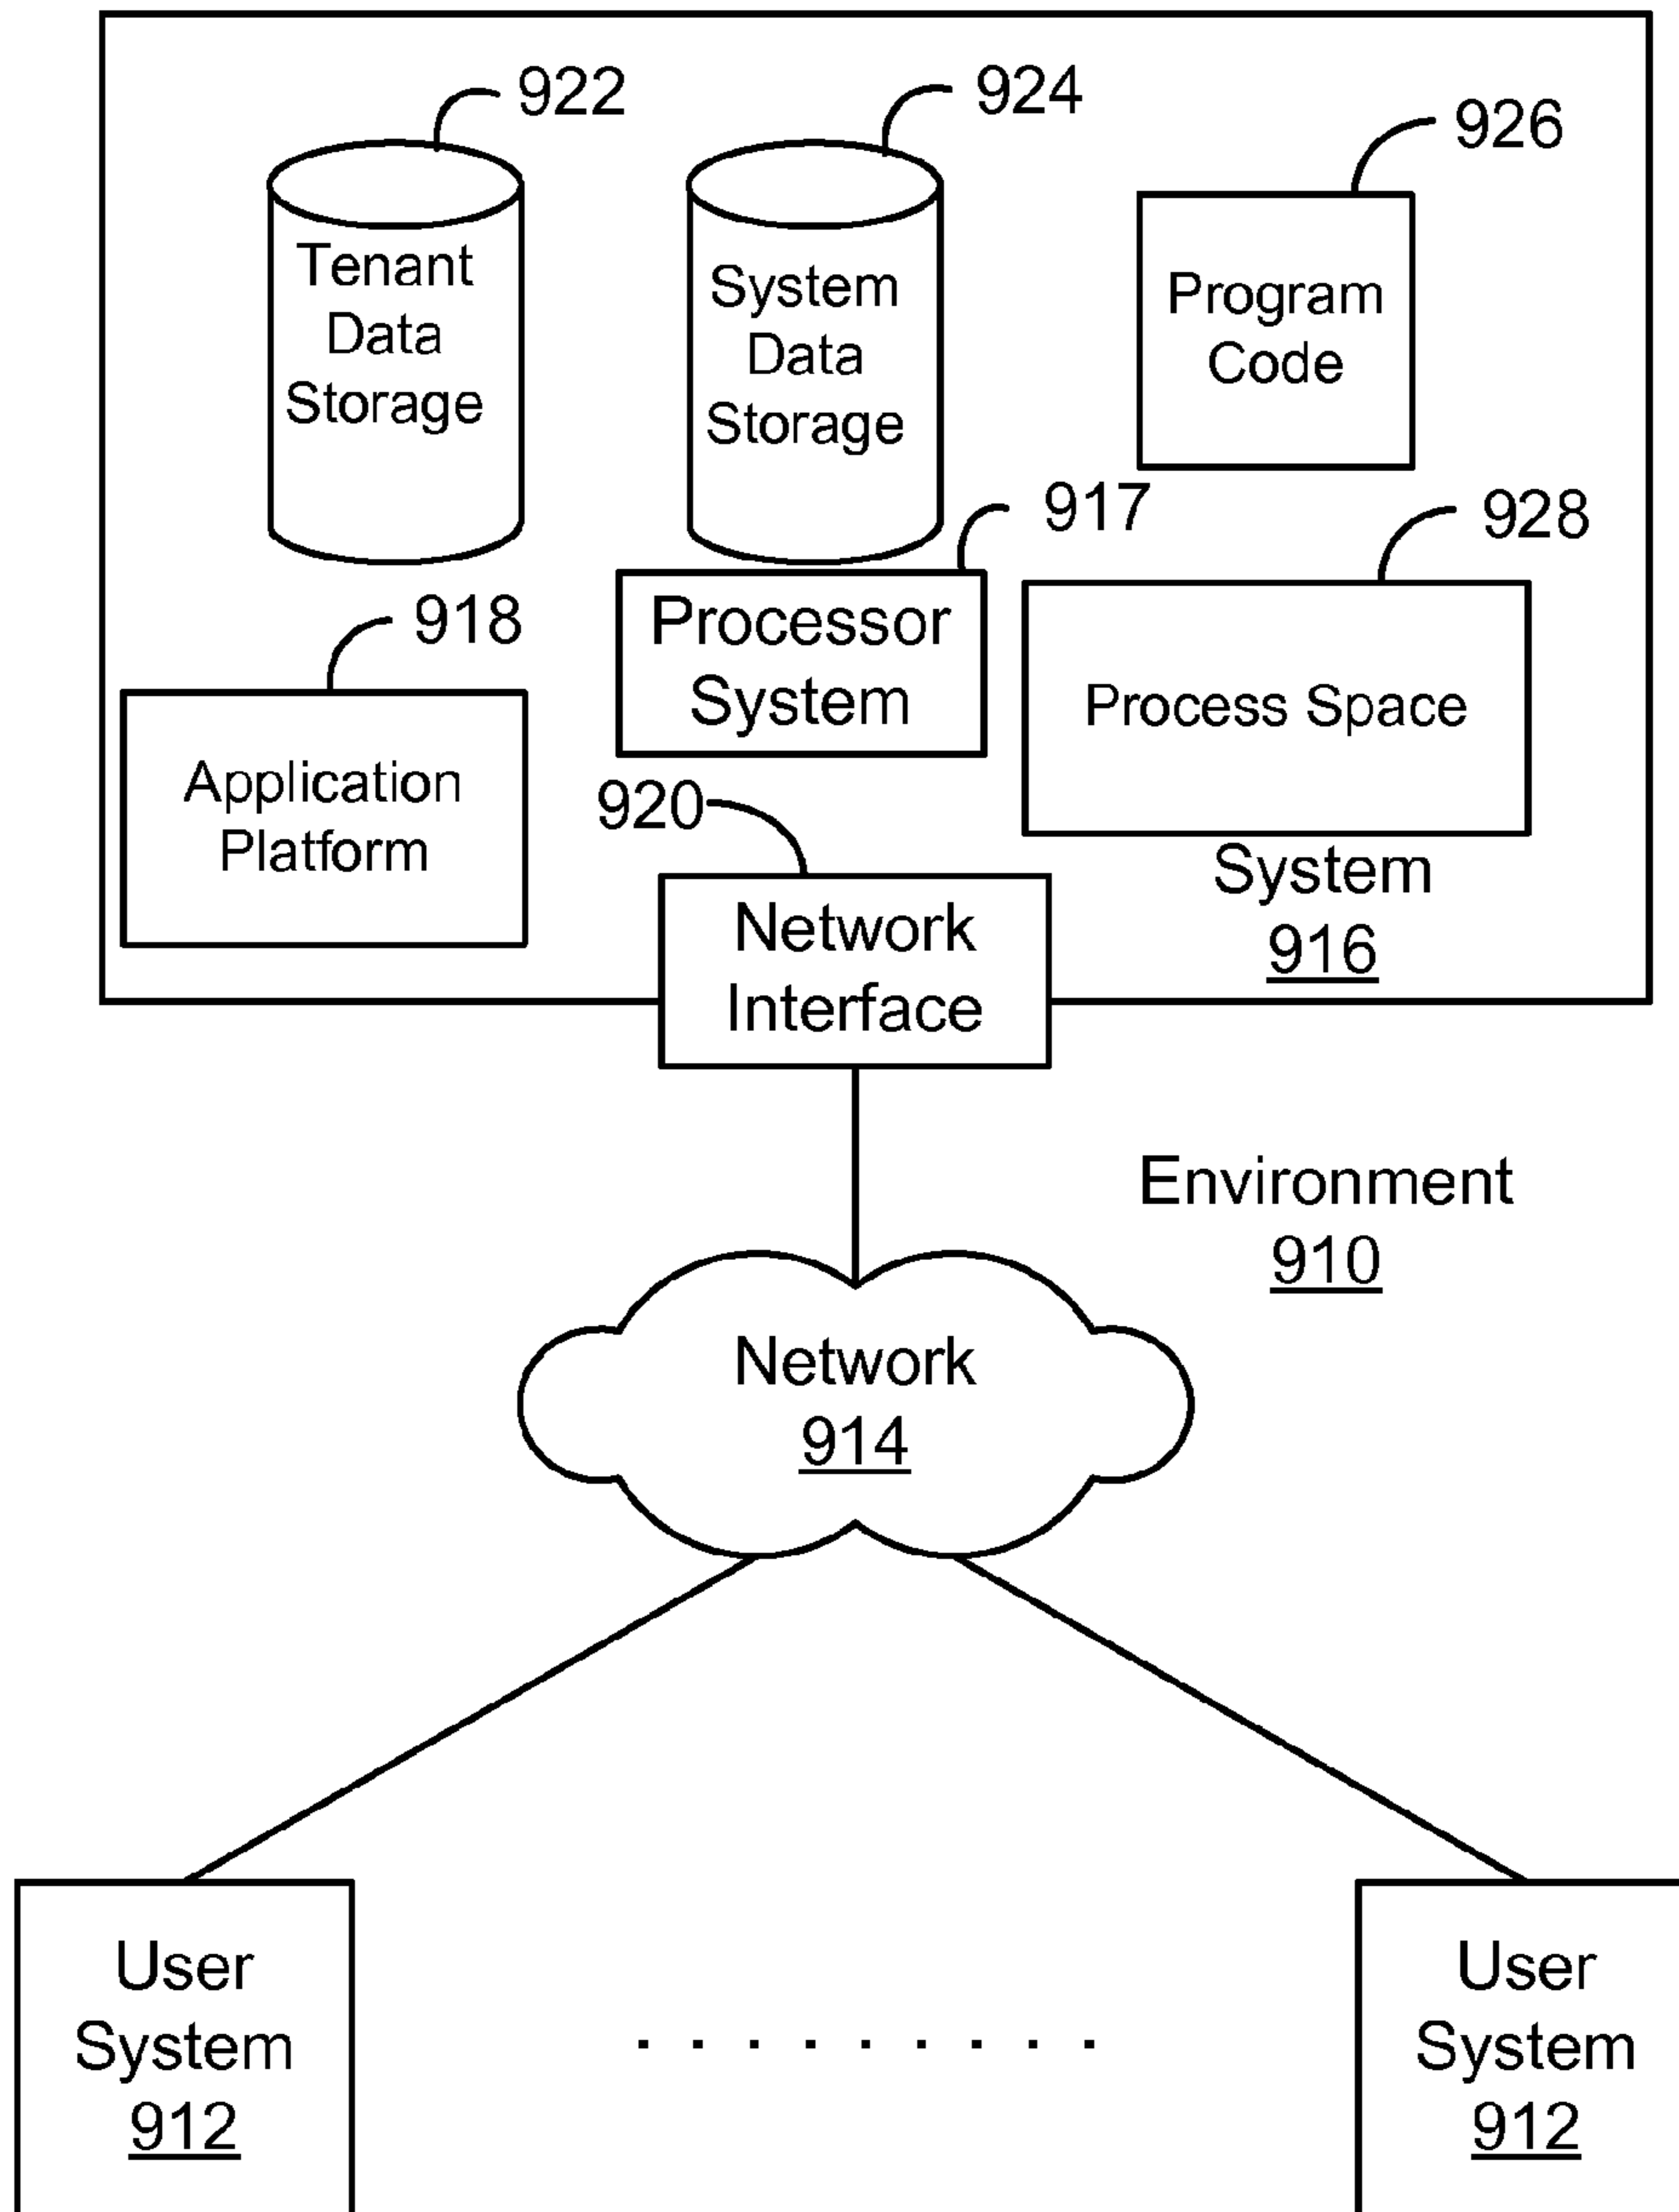 922
924
926
Tenant
Data
Storage
System
Data
Storage
Program
Code
917
928
918
Processor
System
Process Space
Application
Platform
920
Network
Interface
System
916
Environment
910
Network
914
User
System
912
. . . . . . . . .
User
System
912